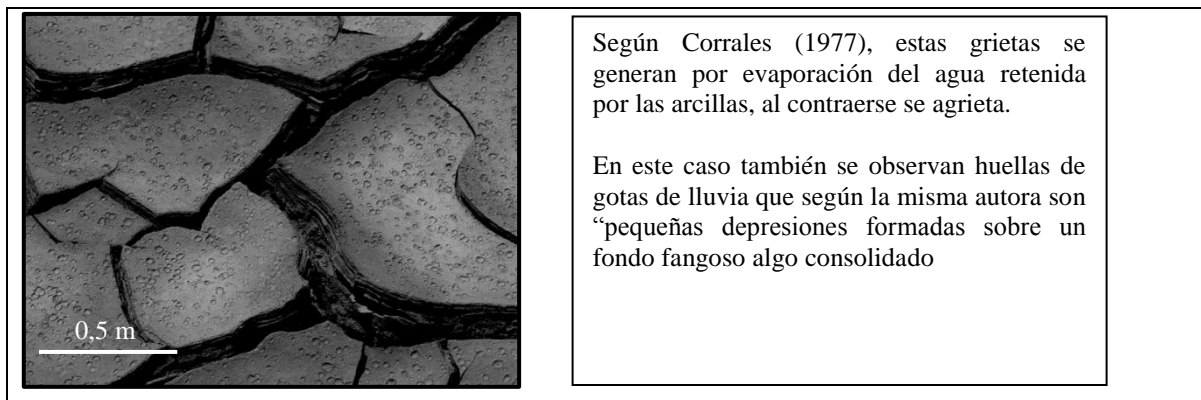 0,5 m
Según Corrales (1977), estas grietas se
generan por evaporación del agua retenida
por las arcillas, al contraerse se agrieta.
En este caso también se observan huellas de
gotas de lluvia que según la misma autora son
“pequeñas depresiones formadas sobre un
fondo fangoso algo consolidado